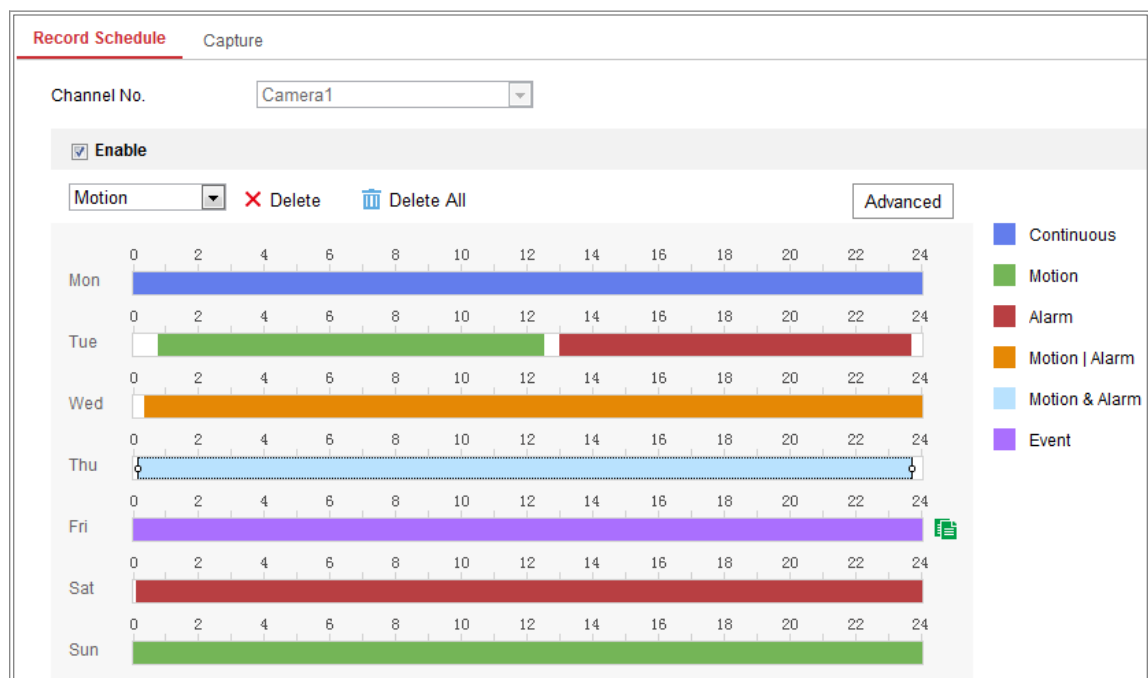 Record Schedule Capture
Channel No. Camera1
Enable
Motion Delete Delete All Advanced
0 2 4 6 8 10 12 14 16 18 20 22 24
Mon
0 2 4 6 8 10 12 14 16 18 20 22 24
Tue
0 2 4 6 8 10 12 14 16 18 20 22 24
Wed
0 2 4 6 8 10 12 14 16 18 20 22 24
Thu
0 2 4 6 8 10 12 14 16 18 20 22 24
Fri
0 2 4 6 8 10 12 14 16 18 20 22 24
Sat
0 2 4 6 8 10 12 14 16 18 20 22 24
Sun
Continuous
Motion
Alarm
Motion | Alarm
Motion & Alarm
Event